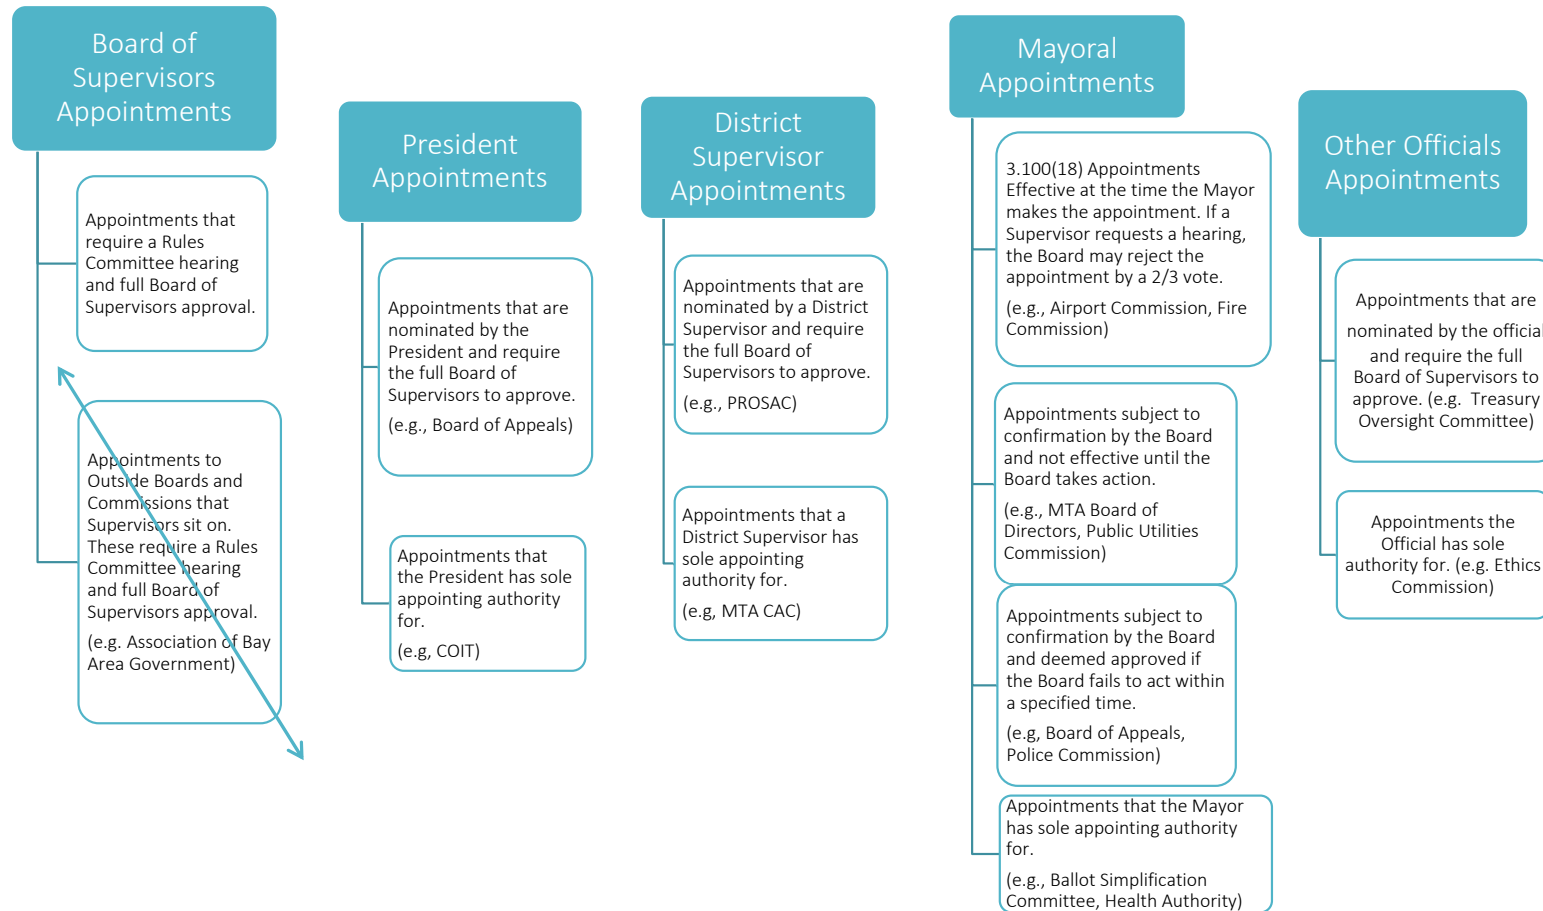 Board of
Supervisors
Appointments
Appointments that
require a Rules
Committee hearing
and full Board of
Supervisors approval.
Appointments to
Outside Boards and
Commissions that
Supervisors sit on.
These require a Rules
Committee hearing
and full Board of
Supervisors approval.
(e.g. Association of Bay
Area Government)
President
Appointments
Appointments that are
nominated by the
President and require
the full Board of
Supervisors to approve.
(e.g., Board of Appeals)
Appointments that
the President has sole
appointing authority
for.
(e.g, COIT)
District
Supervisor
Appointments
Appointments that are
nominated by a District
Supervisor and require
the full Board of
Supervisors to approve.
(e.g., PROSAC)
Appointments that a
District Supervisor has
sole appointing
authority for.
(e.g, MTA CAC)
Mayoral
Appointments
3.100(18) Appointments
Effective at the time the Mayor
makes the appointment. If a
Supervisor requests a hearing,
the Board may reject the
appointment by a 2/3 vote.
(e.g., Airport Commission, Fire
Commission)
Appointments subject to
confirmation by the Board
and not effective until the
Board takes action.
(e.g., MTA Board of
Directors, Public Utilities
Commission)
Appointments subject to
confirmation by the Board
and deemed approved if
the Board fails to act within
a specified time.
(e.g, Board of Appeals,
Police Commission)
Appointments that the Mayor
has sole appointing authority
for.
(e.g., Ballot Simplification
Committee, Health Authority)
Other Officials
Appointments
Appointments that are
nominated by the official
and require the full
Board of Supervisors to
approve. (e.g. Treasury
Oversight Committee)
Appointments the
Official has sole
authority for. (e.g. Ethics
Commission)